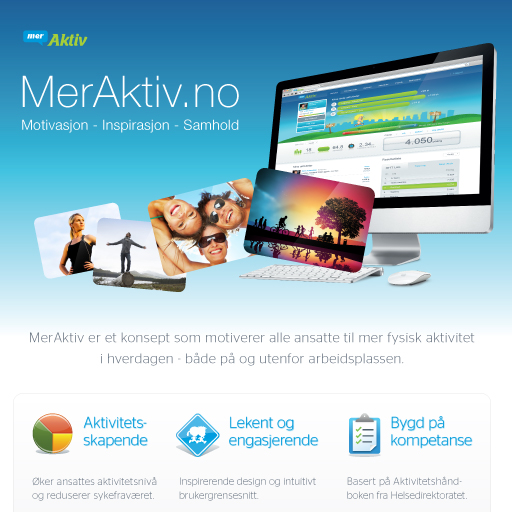 mer Aktiv
MerAktiv.no
Motivasjon - Inspirasjon - Samhold
4 050
MerAktiv er et konsept som motiverer alle ansatte til mer fysisk aktivitet
i hverdagen - både på og utenfor arbeidsplassen.
Aktivitets-
skapende
Øker ansattes aktivitetsnivå
og reduserer sykefraværet.
Lekent og
engasjerende
Inspirerende design og intuitivt
brukergrensesnitt.
Bygd på
kompetanse
Basert på Aktivitetshånd-
boken fra Helsedirektoratet.